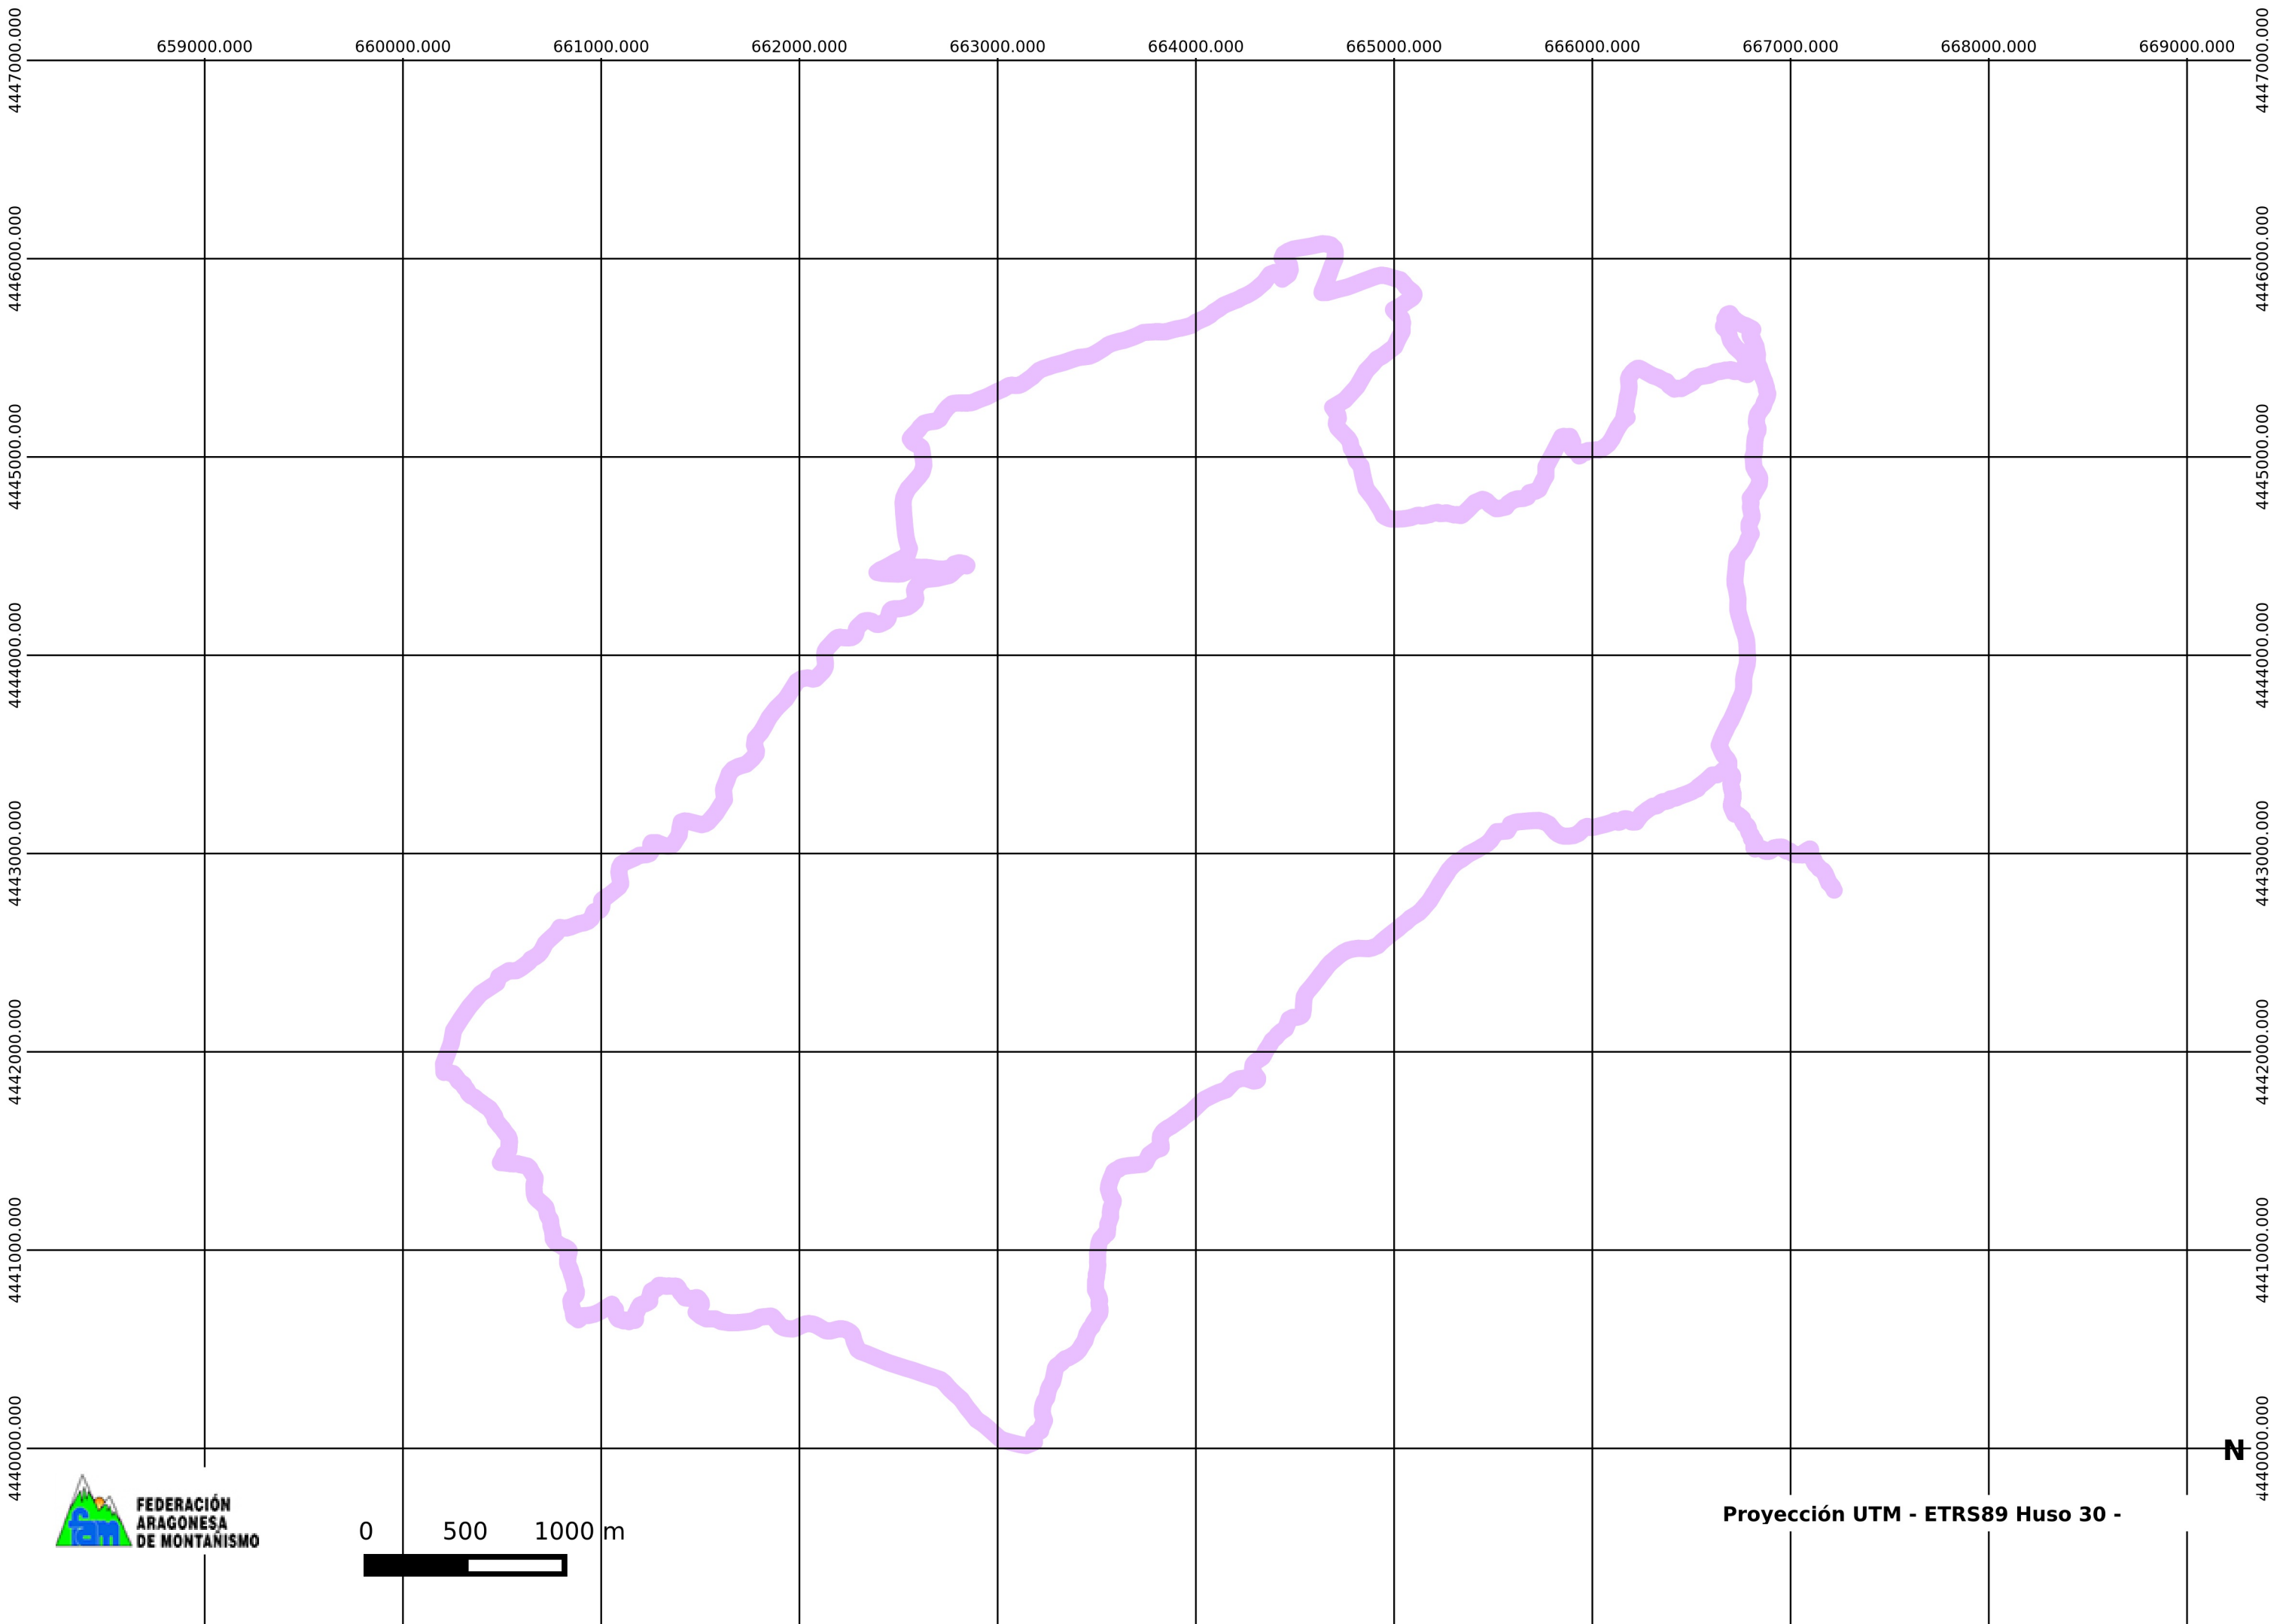 659000.000 660000.000 661000.000 662000.000 663000.000 664000.000 665000.000 666000.000 667000.000 668000.000 669000.000
4447000.000 4447000.000
4446000.000 4446000.000
4445000.000 4445000.000
4444000.000 4444000.000
4443000.000 4443000.000
4442000.000 4442000.000
4441000.000 4441000.000
4440000.000 4440000.000
N
fam
FEDERACIÓN
ARAGONESA
DE MONTAÑISMO
0 500 1000 m
Proyección UTM - ETRS89 Huso 30 -